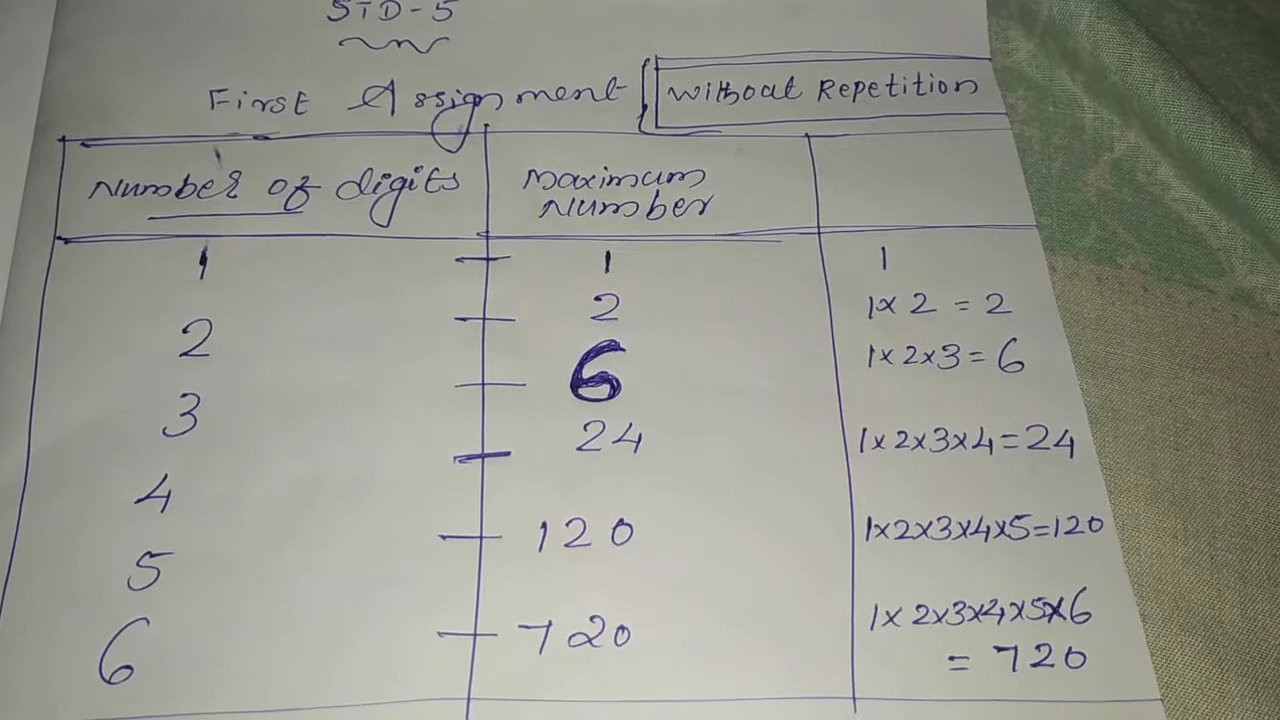 STD-5
First Assignment [Without Repetition
Number of digits Maximum Number
1 - 1 1
2 - 2 1x2 = 2
3 - 6 1x2x3=6
4 - 24 1x2x3x4=24
5 - 120 1x2x3x4x5=120
6 - 720 1x2x3x4x5x6
= 720